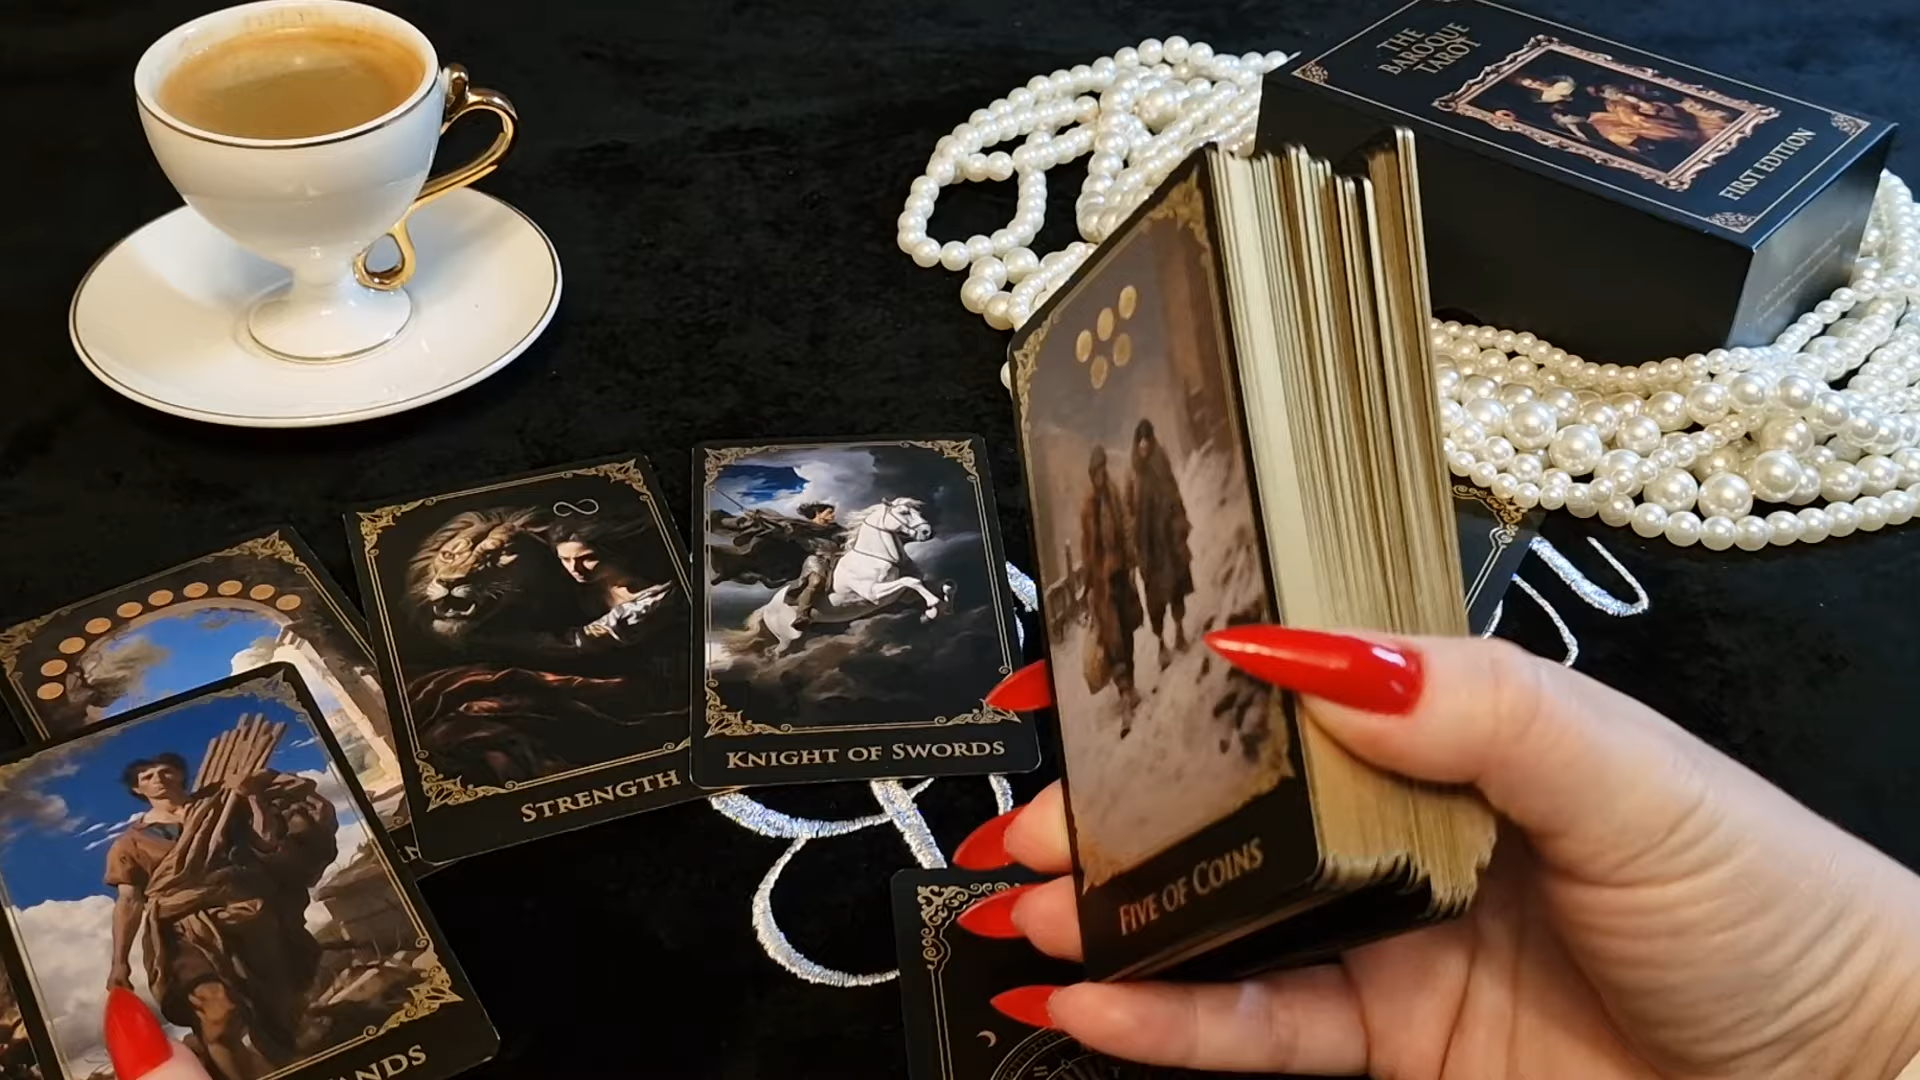 THE
BAROQUE
TAROT
FIRST EDITION
KNIGHT OF SWORDS
STRENGTH
FIVE OF COINS
ANDS